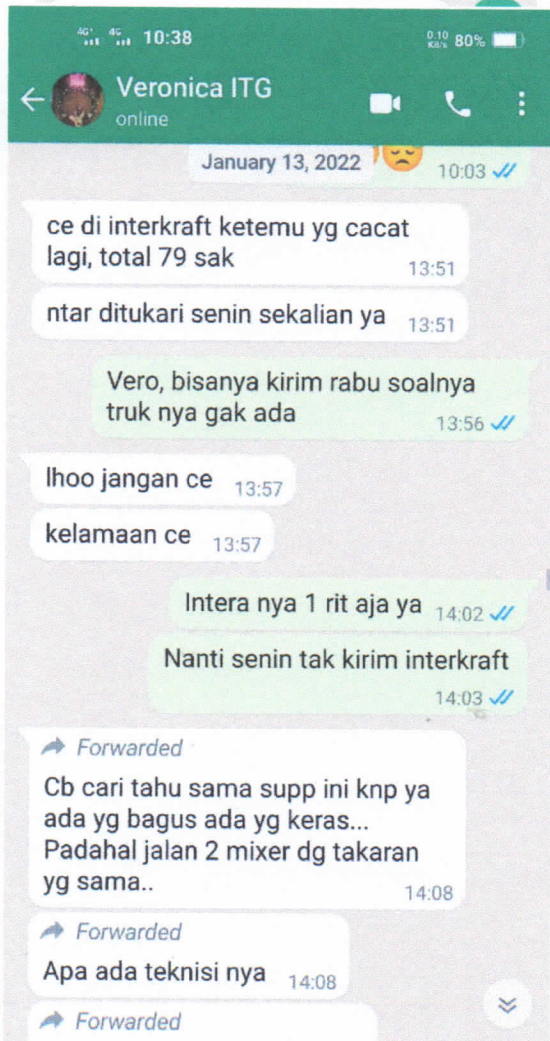 4G+ 4G 10:38 0.10 KB/s 80%
Veronica ITG
online
January 13, 2022
10:03
ce di interkraft ketemu yg cacat
lagi, total 79 sak
13:51
ntar ditukari senin sekalian ya 13:51
Vero, bisanya kirim rabu soalnya
truk nya gak ada
13:56
lhoo jangan ce 13:57
kelamaan ce 13:57
Intera nya 1 rit aja ya 14:02
Nanti senin tak kirim interkraft
14:03
Forwarded
Cb cari tahu sama supp ini knp ya
ada yg bagus ada yg keras...
Padahal jalan 2 mixer dg takaran
yg sama..
14:08
Forwarded
Apa ada teknisi nya 14:08
Forwarded